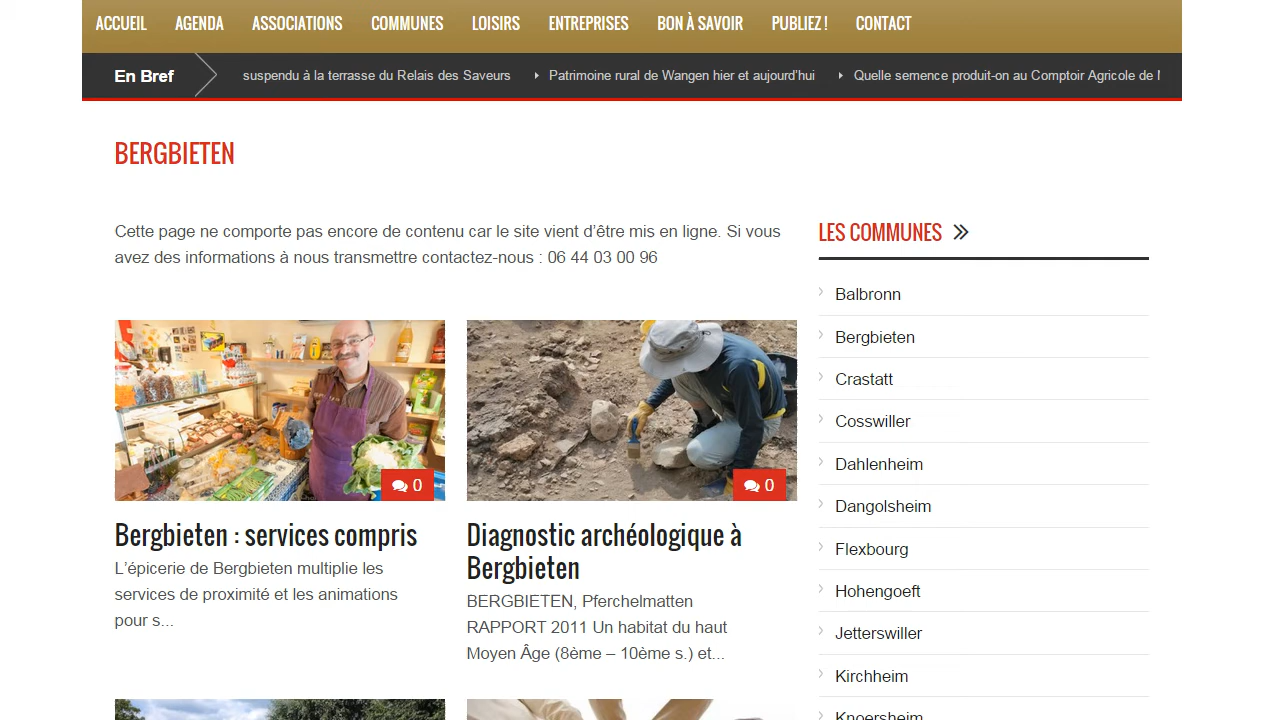 ACCUEIL AGENDA ASSOCIATIONS COMMUNES LOISIRS ENTREPRISES BON À SAVOIR PUBLIEZ ! CONTACT
En Bref suspendu à la terrasse du Relais des Saveurs Patrimoine rural de Wangen hier et aujourd’hui Quelle semence produit-on au Comptoir Agricole de
BERGBIETEN
Cette page ne comporte pas encore de contenu car le site vient d’être mis en ligne. Si vous
avez des informations à nous transmettre contactez-nous : 06 44 03 00 96
0
0
Bergbieten : services compris
L’épicerie de Bergbieten multiplie les
services de proximité et les animations
pour s...
Diagnostic archéologique à
Bergbieten
BERGBIETEN, Pferchelmatten
RAPPORT 2011 Un habitat du haut
Moyen Âge (8ème – 10ème s.) et...
LES COMMUNES
Balbronn
Bergbieten
Crastatt
Cosswiller
Dahlenheim
Dangolsheim
Flexbourg
Hohengoeft
Jetterswiller
Kirchheim
Knoersheim